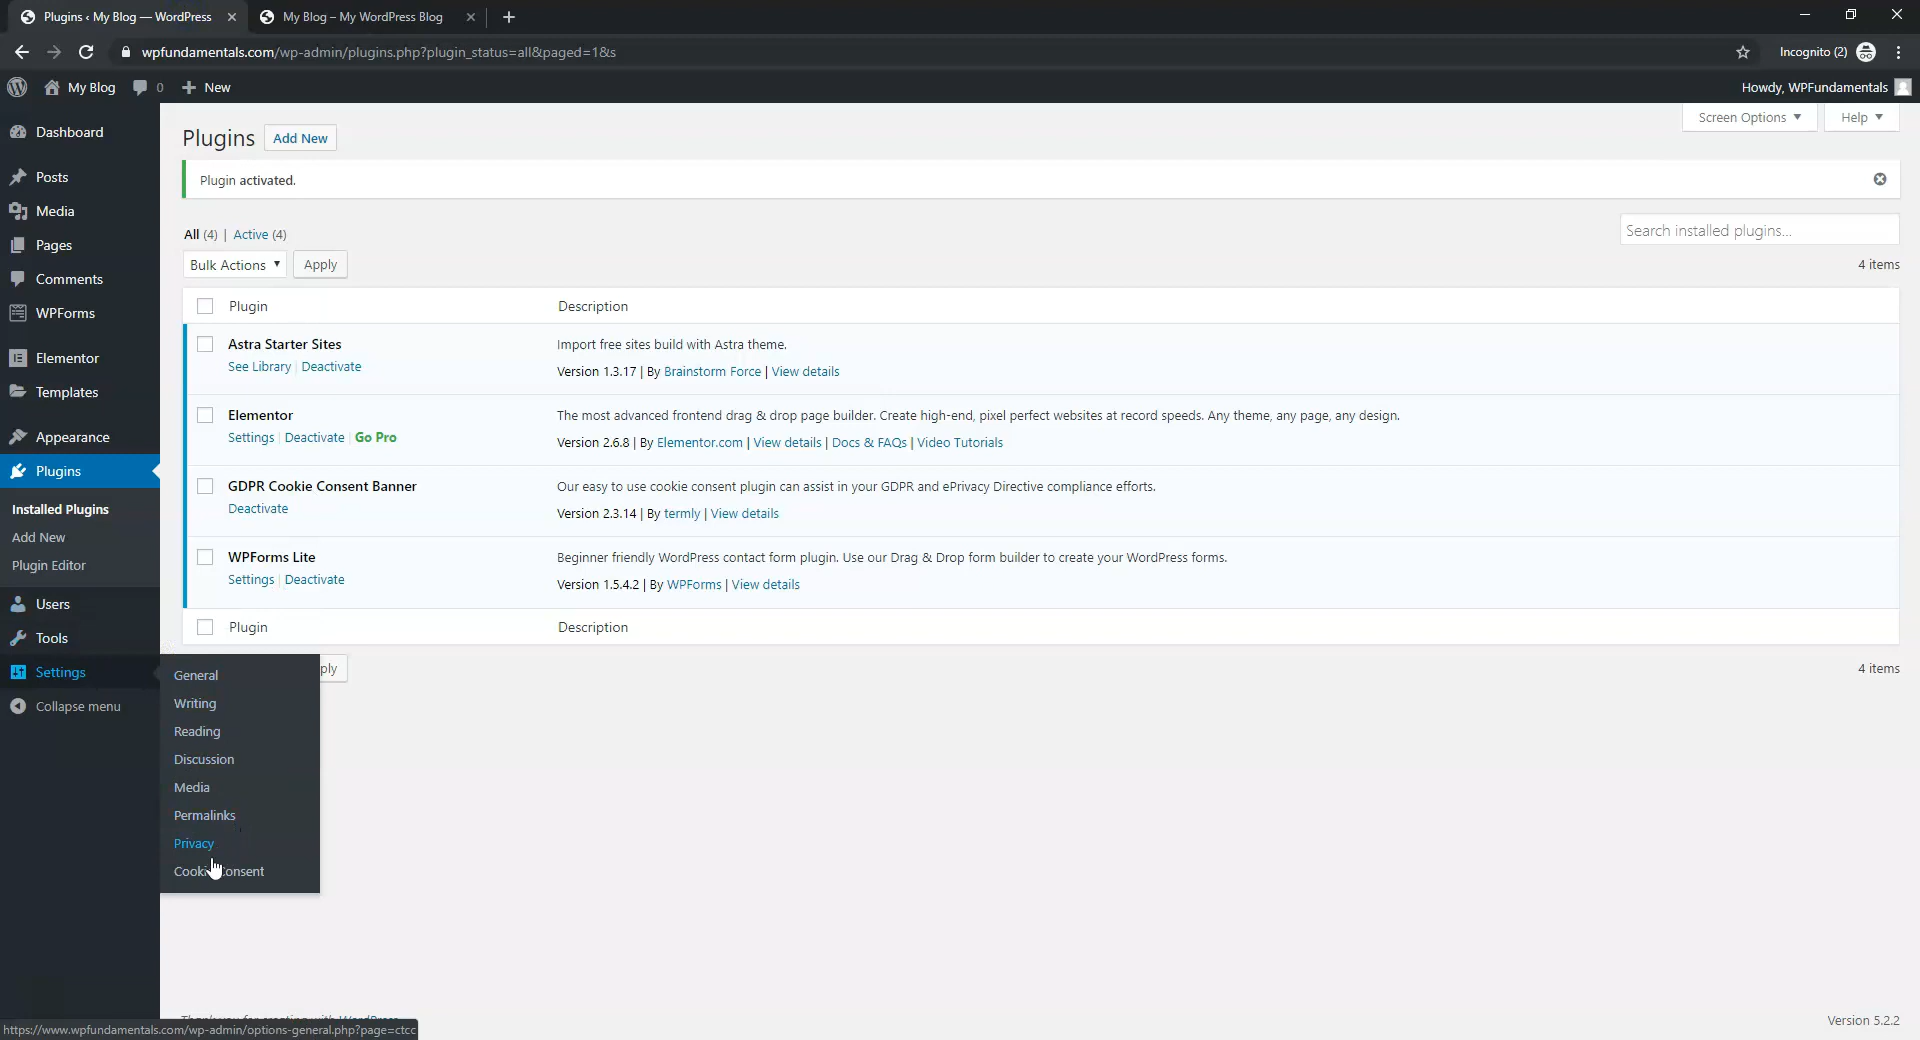 Plugins ‹ My Blog — WordPress
My Blog – My WordPress Blog
wpfundamentals.com/wp-admin/plugins.php?plugin_status=all&paged=1&s
Incognito (2)
My Blog
0
New
Howdy, WPFundamentals
Dashboard
Posts
Media
Pages
Comments
WPForms
Elementor
Templates
Appearance
Plugins
Installed Plugins
Add New
Plugin Editor
Users
Tools
Settings
Collapse menu
General
Writing
Reading
Discussion
Media
Permalinks
Privacy
Consent
Screen Options
Help
Plugins Add New
Plugin activated.
All (4) | Active (4)
Search installed plugins...
Bulk Actions Apply
4 items
Plugin Description
Astra Starter Sites
See Library | Deactivate
Import free sites build with Astra theme.
Version 1.3.17 | By Brainstorm Force | View details
Elementor
Settings | Deactivate | Go Pro
The most advanced frontend drag & drop page builder. Create high-end, pixel perfect websites at record speeds. Any theme, any page, any design.
Version 2.6.8 | By Elementor.com | View details | Docs & FAQs | Video Tutorials
GDPR Cookie Consent Banner
Deactivate
Our easy to use cookie consent plugin can assist in your GDPR and ePrivacy Directive compliance efforts.
Version 2.3.14 | By termly | View details
WPForms Lite
Settings | Deactivate
Beginner friendly WordPress contact form plugin. Use our Drag & Drop form builder to create your WordPress forms.
Version 1.5.4.2 | By WPForms | View details
Plugin Description
ply
4 items
Version 5.2.2
https://www.wpfundamentals.com/wp-admin/options-general.php?page=ctcc